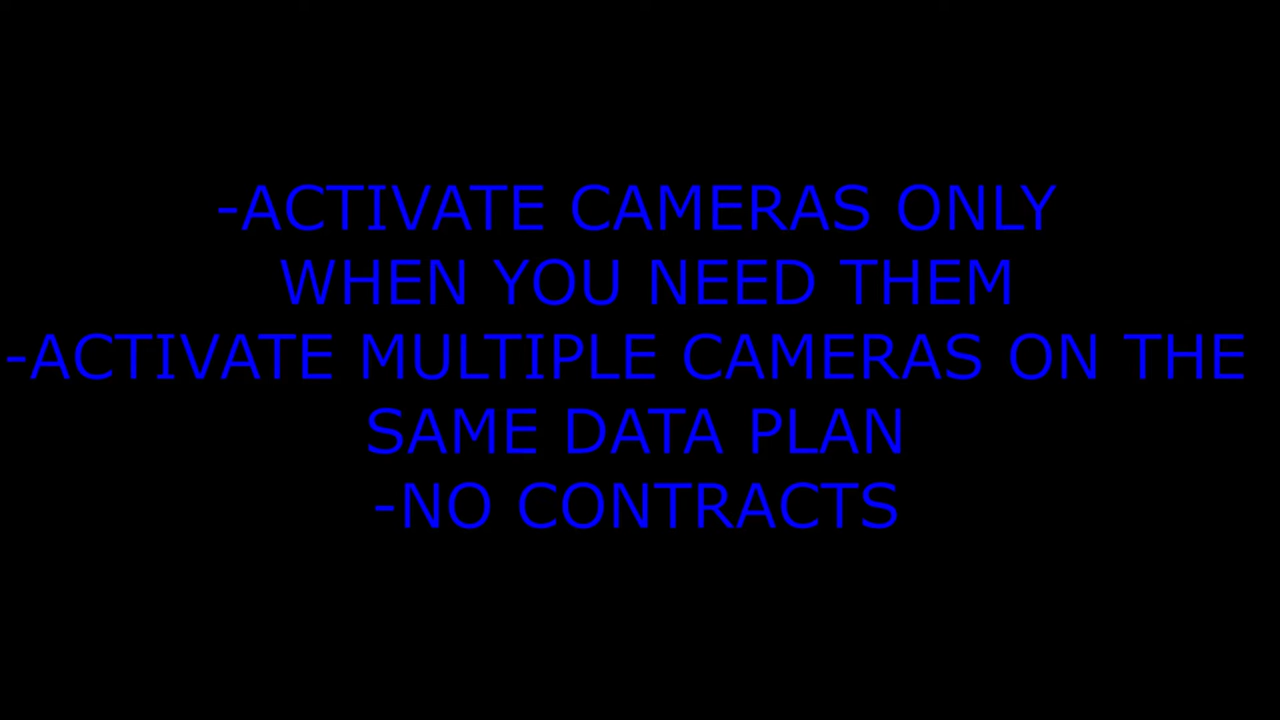 -ACTIVATE CAMERAS ONLY
WHEN YOU NEED THEM
-ACTIVATE MULTIPLE CAMERAS ON THE
SAME DATA PLAN
-NO CONTRACTS